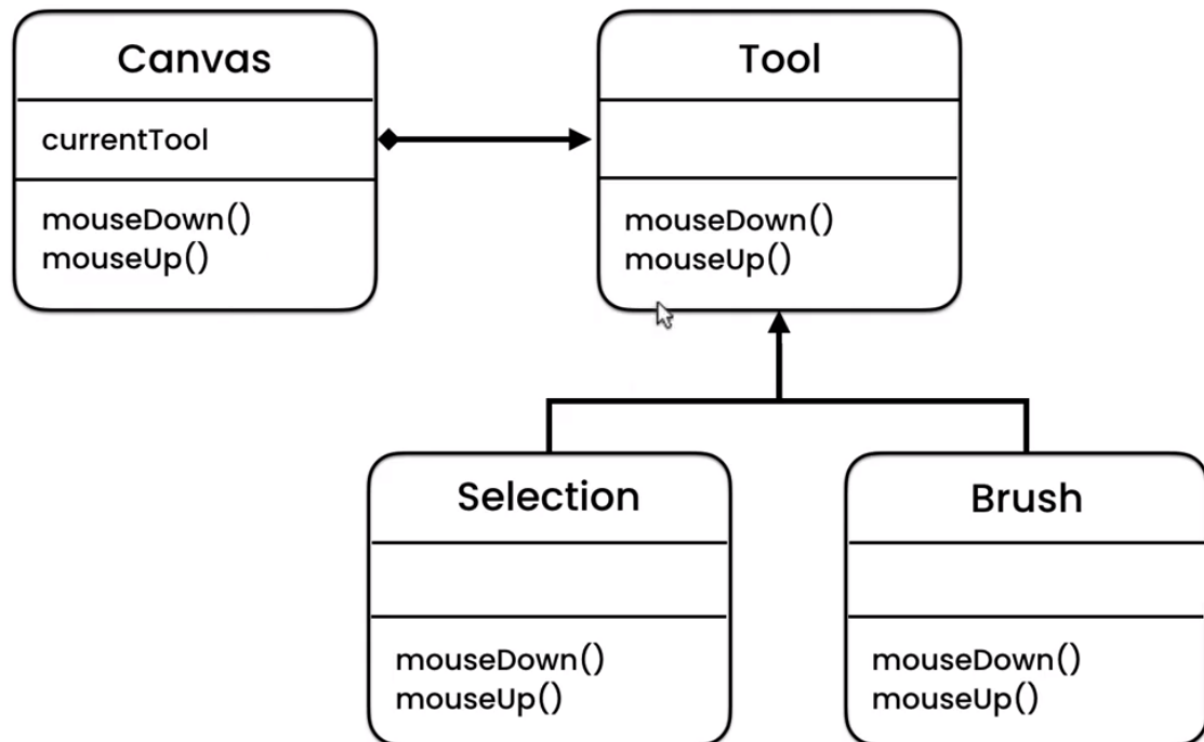 Canvas
currentTool
mouseDown()
mouseUp()
Tool
mouseDown()
mouseUp()
Selection
mouseDown()
mouseUp()
Brush
mouseDown()
mouseUp()